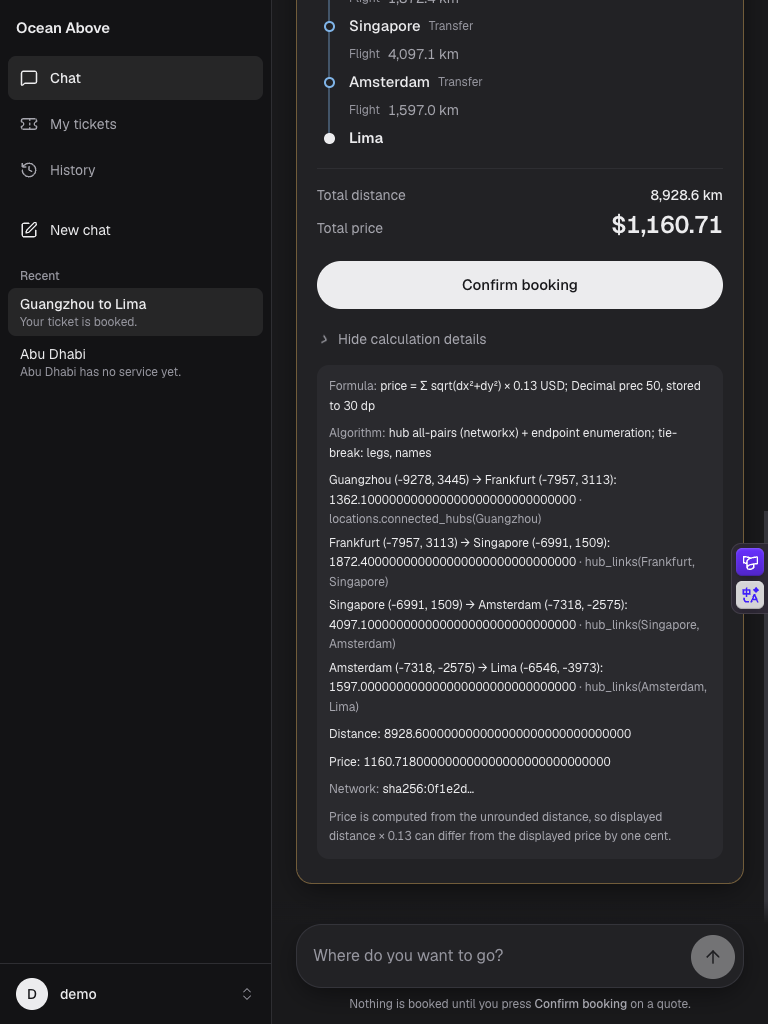 Ocean Above
Chat
My tickets
History
New chat
Recent
Guangzhou to Lima
Your ticket is booked.
Abu Dhabi
Abu Dhabi has no service yet.
D
demo
Singapore Transfer
Flight 4,097.1 km
Amsterdam Transfer
Flight 1,597.0 km
Lima
Total distance 8,928.6 km
Total price $1,160.71
Confirm booking
Hide calculation details
Formula: price = Σ sqrt(dx²+dy²) × 0.13 USD; Decimal prec 50, stored
to 30 dp
Algorithm: hub all-pairs (networkx) + endpoint enumeration; tie-
break: legs, names
Guangzhou (-9278, 3445) → Frankfurt (-7957, 3113):
1362.100000000000000000000000000000 ·
locations.connected_hubs(Guangzhou)
Frankfurt (-7957, 3113) → Singapore (-6991, 1509):
1872.400000000000000000000000000000 · hub_links(Frankfurt,
Singapore)
Singapore (-6991, 1509) → Amsterdam (-7318, -2575):
4097.100000000000000000000000000000 · hub_links(Singapore,
Amsterdam)
Amsterdam (-7318, -2575) → Lima (-6546, -3973):
1597.000000000000000000000000000000 · hub_links(Amsterdam,
Lima)
Distance: 8928.600000000000000000000000000000
Price: 1160.718000000000000000000000000000
Network: sha256:0f1e2d…
Price is computed from the unrounded distance, so displayed
distance × 0.13 can differ from the displayed price by one cent.
Where do you want to go?
Nothing is booked until you press Confirm booking on a quote.